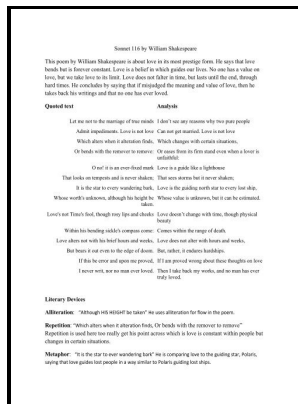 Sonnet 116 by William Shakespeare
This poem by William Shakespeare is about love in its most prestige form. He says that love
bends but is forever constant. Love is a belief in which guides our lives. No one has a value on
love, but we take love to its limit. Love does not falter in time, but lasts until the end, through
hard times. He concludes by saying that if misjudged the meaning and value of love, then he
takes back his writings and that no one has ever loved.
Quoted text Analysis
Let me not to the marriage of true minds I don't see any reasons why two pure people
Admit impediments. Love is not love Can not get married. Love is not love
Which alters when it alteration finds, Which changes with certain situations,
Or bends with the remover to remove: Or eases from its firm stand even when a lover is
unfaithful:
O no! it is an ever-fixed mark Love is a guide like a lighthouse
That looks on tempests and is never shaken; That sees storms but it never shaken;
It is the star to every wandering bark, Love is the guiding north star to every lost ship,
Whose worth's unknown, although his height be Whose value is unknown, but it can be estimated.
taken.
Love's not Time's fool, though rosy lips and cheeks Love doesn't change with time, though physical
beauty
Within his bending sickle's compass come: Comes within the range of death.
Love alters not with his brief hours and weeks, Love does not alter with hours and weeks,
But bears it out even to the edge of doom. But, rather, it endures hardships.
If this be error and upon me proved, If I am proved wrong about these thoughts on love
I never writ, nor no man ever loved. Then I take back my works, and no man has ever
truly loved.
Literary Devices
Alliteration: "Although HIS HEIGHT be taken" He uses alliteration for flow in the poem.
Repetition: "Which alters when it alteration finds, Or bends with the remover to remove"
Repetition is used here too really get his point across which is love is constant within people but
changes in certain situations.
Metaphor: "It is the star to ever wandering bark" He is comparing love to the guiding star, Polaris,
saying that love guides lost people in a way similar to Polaris guiding lost ships.